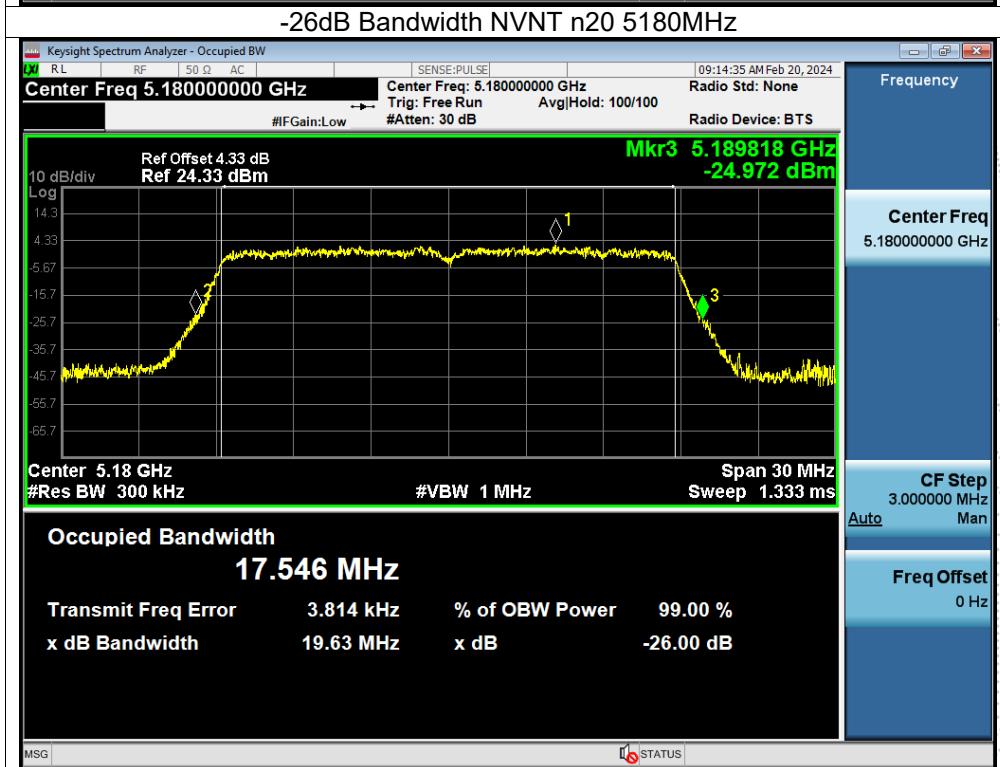 -26dB Bandwidth NVNT n20 5180MHz
Keysight Spectrum Analyzer - Occupied BW
LXI RL RF 50 Ω AC SENSE:PULSE 09:14:35 AM Feb 20, 2024
Center Freq 5.180000000 GHz Center Freq: 5.180000000 GHz Radio Std: None Frequency
Trig: Free Run Avg|Hold: 100/100
#IFGain:Low #Atten: 30 dB Radio Device: BTS
Mkr3 5.189818 GHz
Ref Offset 4.33 dB
10 dB/div Ref 24.33 dBm -24.972 dBm
Log
14.3
4.33
-5.67
-15.7
-25.7
-35.7
-45.7
-55.7
-65.7
1
2
3
Center 5.18 GHz Span 30 MHz
#Res BW 300 kHz #VBW 1 MHz Sweep 1.333 ms
Center Freq
5.180000000 GHz
CF Step
3.000000 MHz
Auto Man
Freq Offset
0 Hz
Occupied Bandwidth
17.546 MHz
Transmit Freq Error 3.814 kHz % of OBW Power 99.00 %
x dB Bandwidth 19.63 MHz x dB -26.00 dB
MSG STATUS